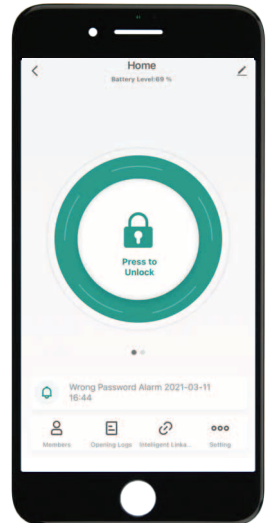 Home
Battery Level:69 %
Press to
Unlock
Wrong Password Alarm 2021-03-11
16:44
Members
Opening Logs
Intelligent Linka...
Setting